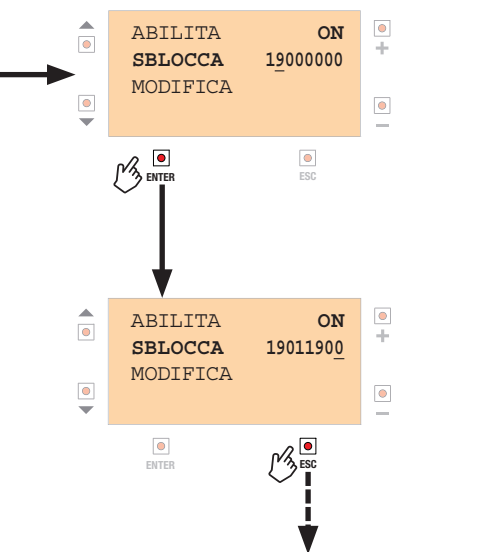 ABILITA ON
SBLOCCA 19000000
MODIFICA
ENTER ESC
ABILITA ON
SBLOCCA 19011900
MODIFICA
ENTER ESC